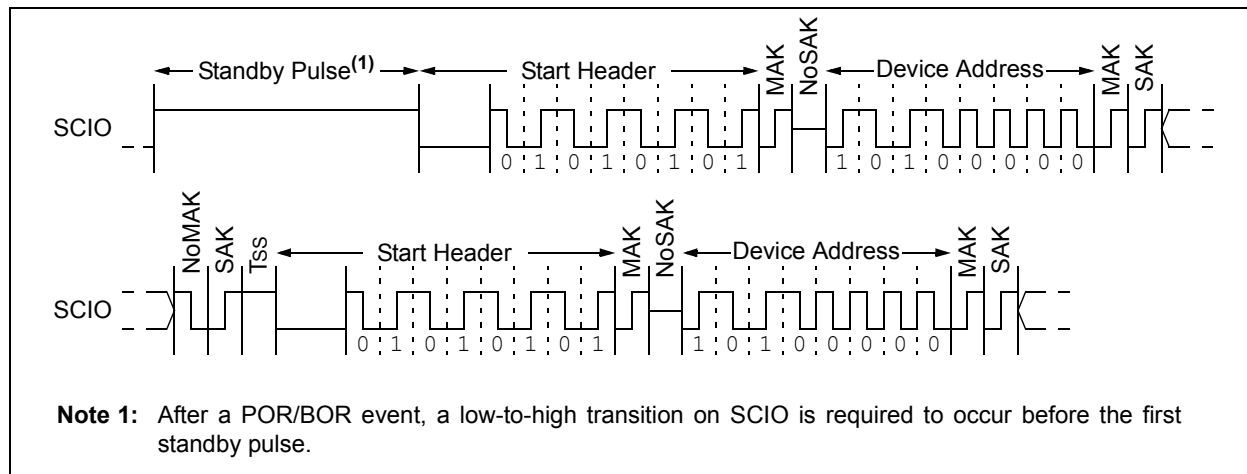 Standby Pulse(1) Start Header MAK NoSAK Device Address MAK SAK
SCIO
0 1 0 1 0 1 0 1 1 0 1 0 0 0 0 0
NoMAK SAK TSS Start Header MAK NoSAK Device Address MAK SAK
SCIO
0 1 0 1 0 1 0 1 1 0 1 0 0 0 0 0
Note 1: After a POR/BOR event, a low-to-high transition on SCIO is required to occur before the first
standby pulse.